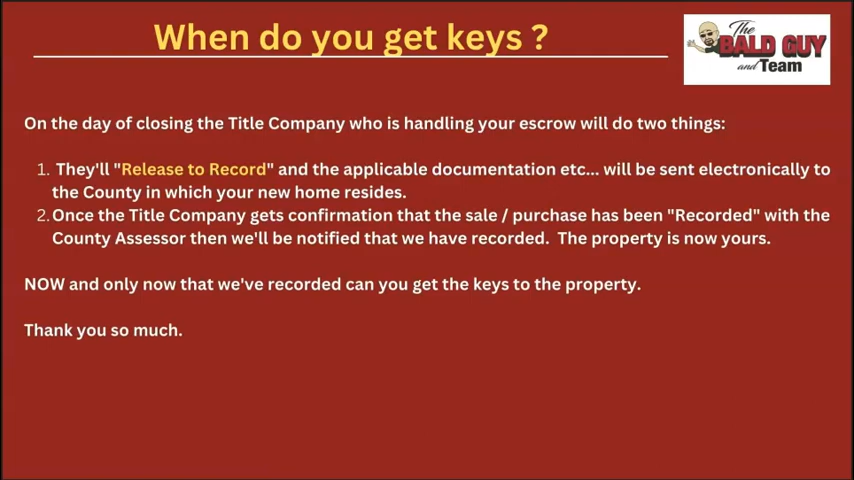 When do you get keys ?
The
BALD GUY
and Team
On the day of closing the Title Company who is handling your escrow will do two things:
1. They'll "Release to Record" and the applicable documentation etc... will be sent electronically to
the County in which your new home resides.
2. Once the Title Company gets confirmation that the sale / purchase has been "Recorded" with the
County Assessor then we'll be notified that we have recorded.  The property is now yours.
NOW and only now that we've recorded can you get the keys to the property.
Thank you so much.